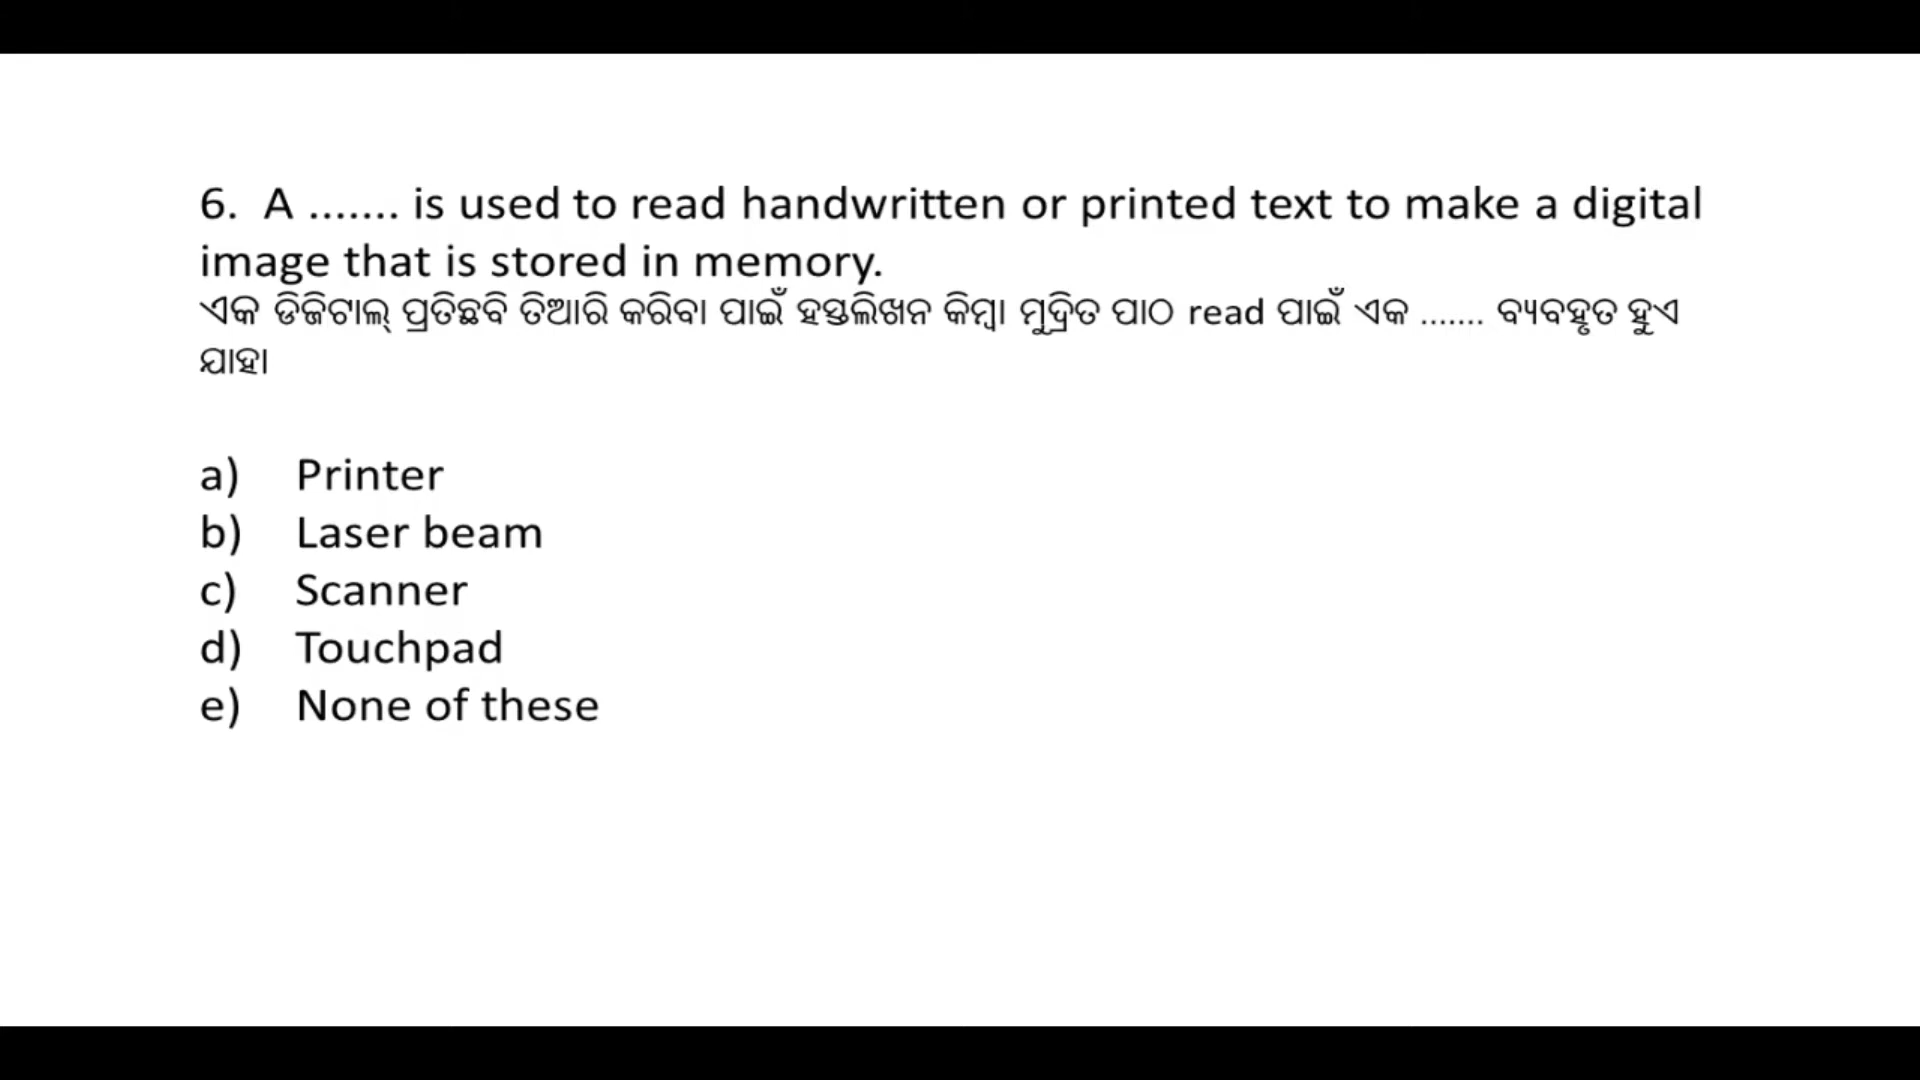 6. A ....... is used to read handwritten or printed text to make a digital
image that is stored in memory.
ଏକ ଡିଜିଟାଲ୍ ପ୍ରତିଛବି ତିଆରି କରିବା ପାଇଁ ହସ୍ତଲିଖନ କିମ୍ବା ମୁଦ୍ରିତ ପାଠ read ପାଇଁ ଏକ ....... ବ୍ୟବହୃତ ହୁଏ
ଯାହା
a) Printer
b) Laser beam
c) Scanner
d) Touchpad
e) None of these